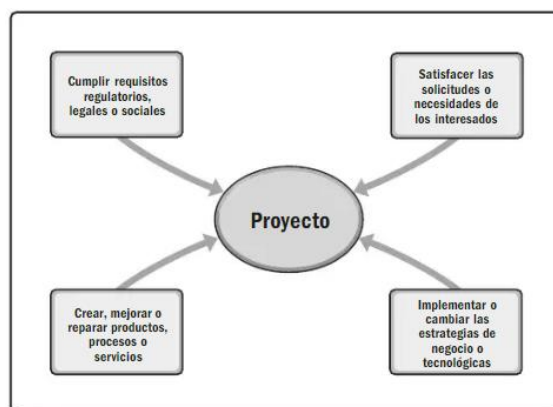 Cumplir requisitos
regulatorios,
legales o sociales
Satisfacer las
solicitudes o
necesidades de
los interesados
Proyecto
Crear, mejorar o
reparar productos,
procesos o
servicios
Implementar o
cambiar las
estrategias de
negocio o
tecnológicas